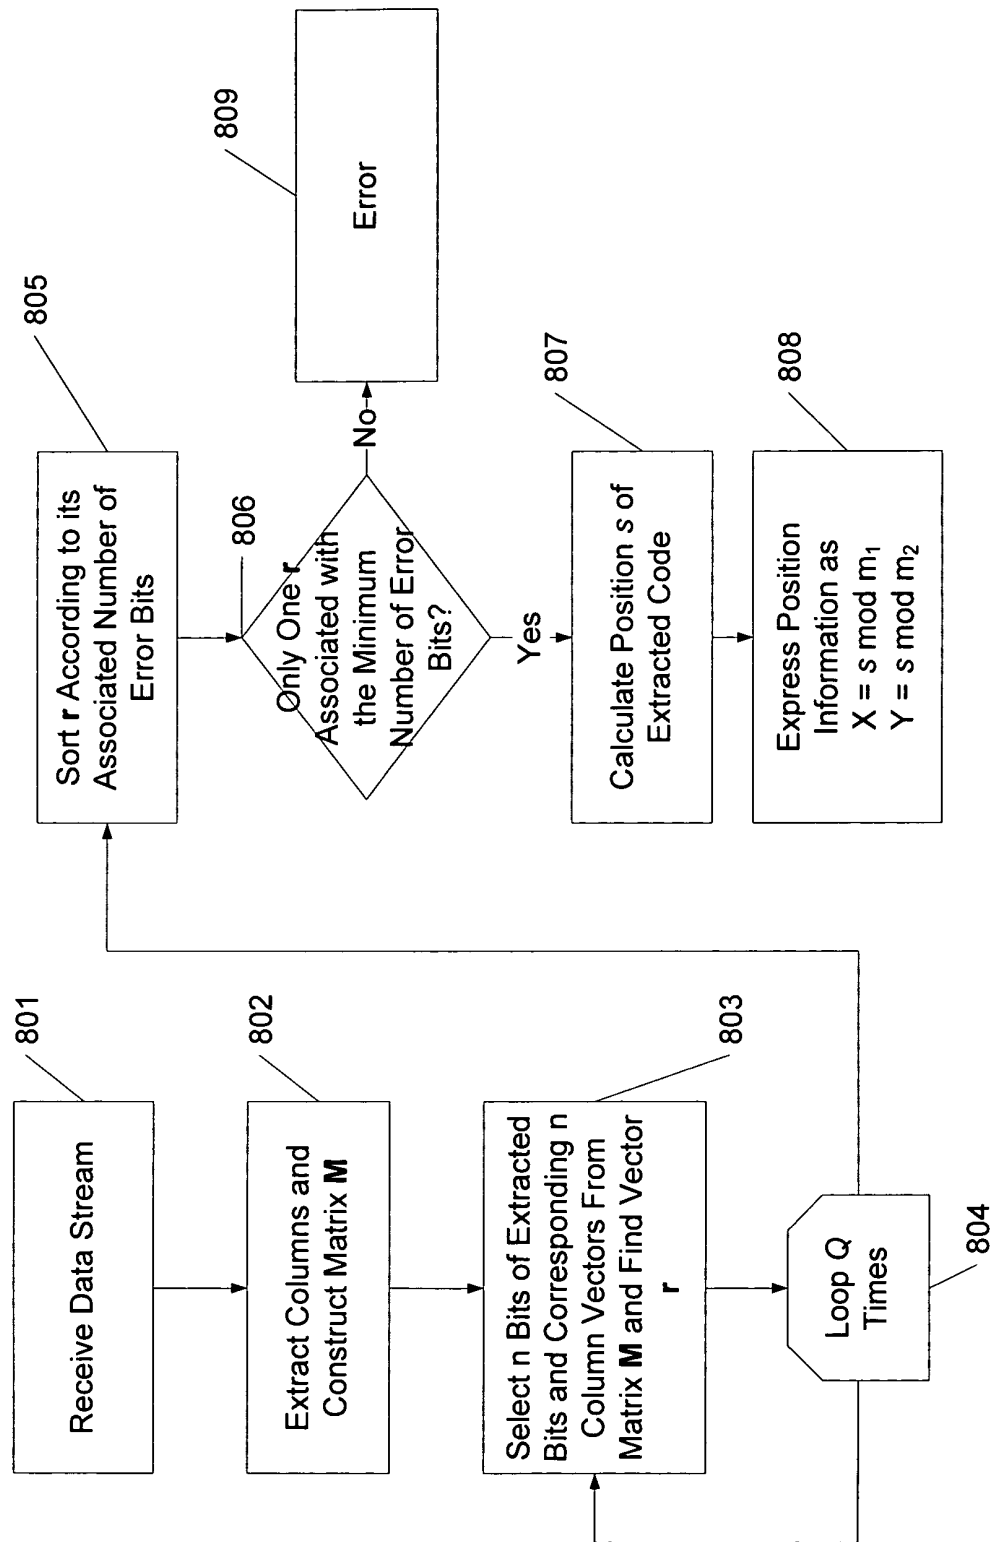 801
Receive Data Stream
802
Extract Columns and
Construct Matrix M
803
Select n Bits of Extracted
Bits and Corresponding n
Column Vectors From
Matrix M and Find Vector
r
Loop Q
Times
804
805
Sort r According to its
Associated Number of
Error Bits
806
Only One r
Associated with
the Minimum
Number of Error
Bits?
No
809
Error
Yes
807
Calculate Position s of
Extracted Code
808
Express Position
Information as
X = s mod m₁
Y = s mod m₂